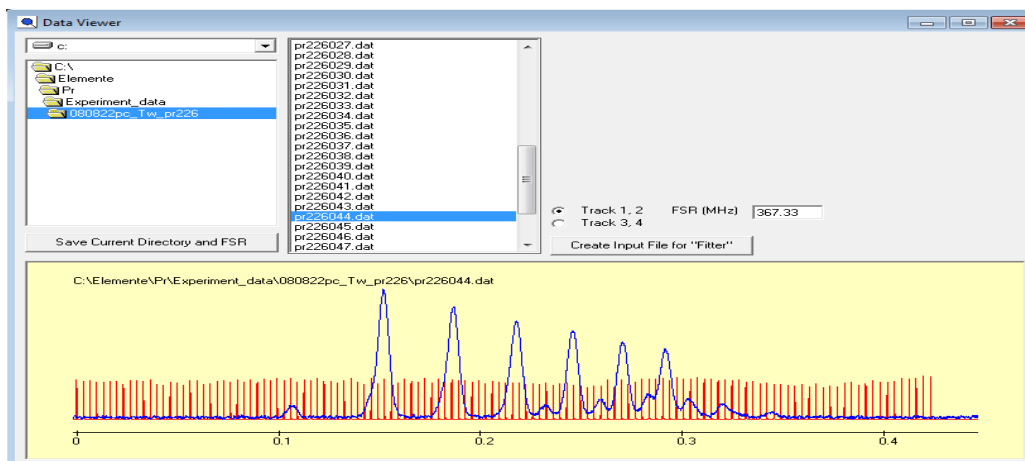 Data Viewer
c:
C:\
Elemente
Pr
Experiment_data
080822pc_Tw_pr226
Save Current Directory and FSR
pr226027.dat
pr226028.dat
pr226029.dat
pr226030.dat
pr226031.dat
pr226032.dat
pr226033.dat
pr226034.dat
pr226035.dat
pr226036.dat
pr226037.dat
pr226038.dat
pr226039.dat
pr226040.dat
pr226041.dat
pr226042.dat
pr226043.dat
pr226044.dat
pr226045.dat
pr226046.dat
pr226047.dat
Track 1, 2 FSR (MHz) 367.33
Track 3, 4
Create Input File for "Fitter"
C:\Elemente\Pr\Experiment_data\080822pc_Tw_pr226\pr226044.dat
0 0.1 0.2 0.3 0.4